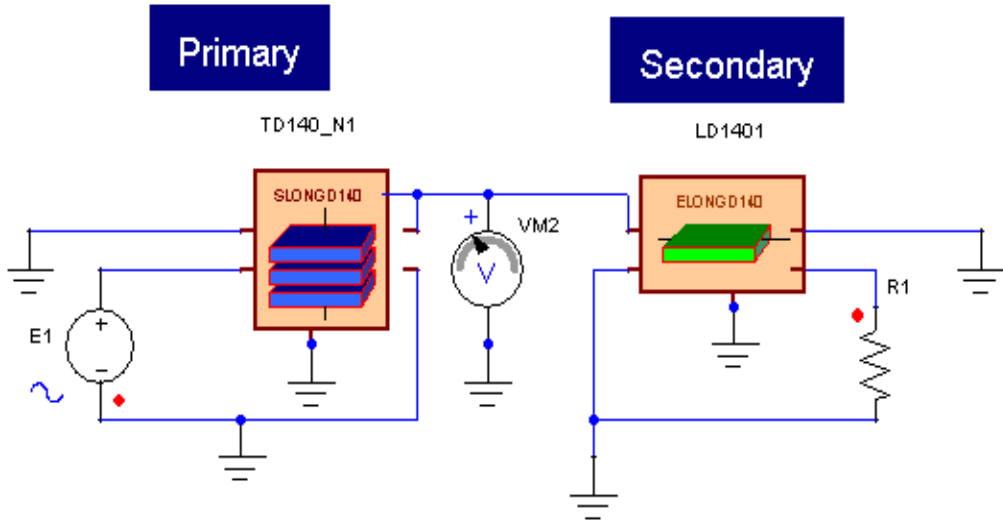 Primary
Secondary
TD140_N1
LD1401
SLONGD140
ELONGD140
+
VM2
V
R1
E1
+
−